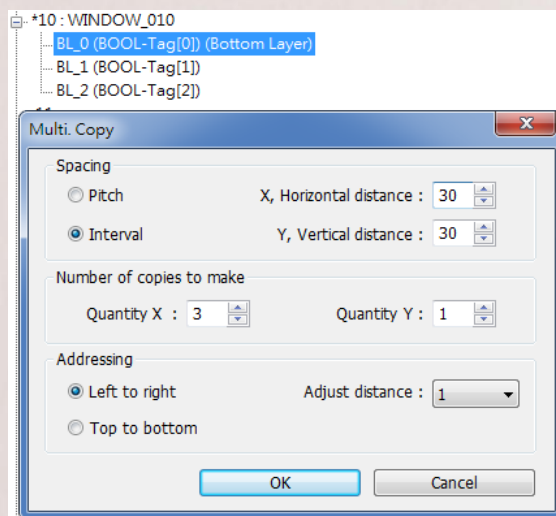 *10 : WINDOW_010
BL_0 (BOOL-Tag[0]) (Bottom Layer)
BL_1 (BOOL-Tag[1])
BL_2 (BOOL-Tag[2])
Multi. Copy
Spacing
Pitch X, Horizontal distance : 30
Interval Y, Vertical distance : 30
Number of copies to make
Quantity X : 3 Quantity Y : 1
Addressing
Left to right Adjust distance : 1
Top to bottom
OK Cancel